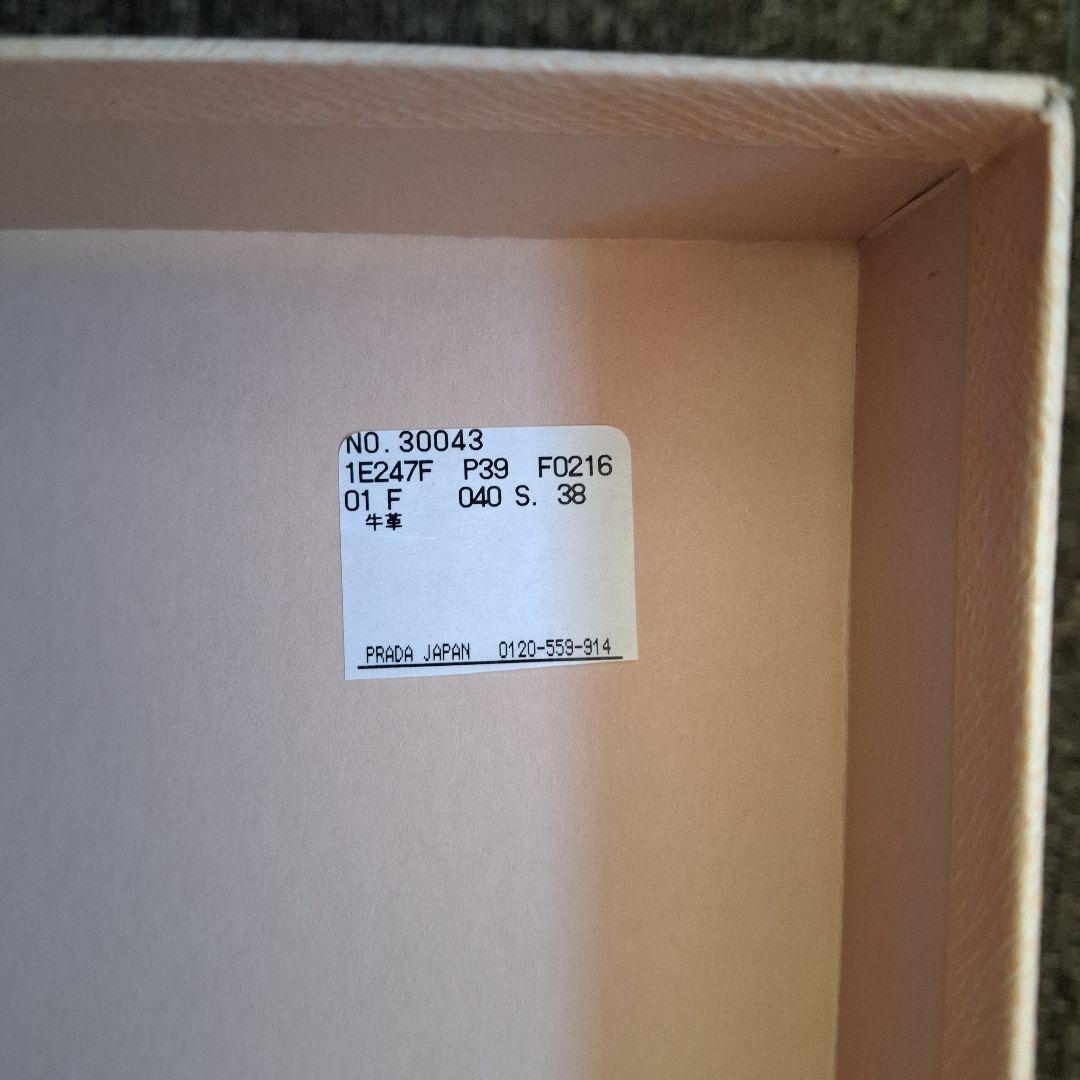 NO. 30043
1E247F P39 F0216
01 F 040 S. 38
牛革
PRADA JAPAN 0120-559-914